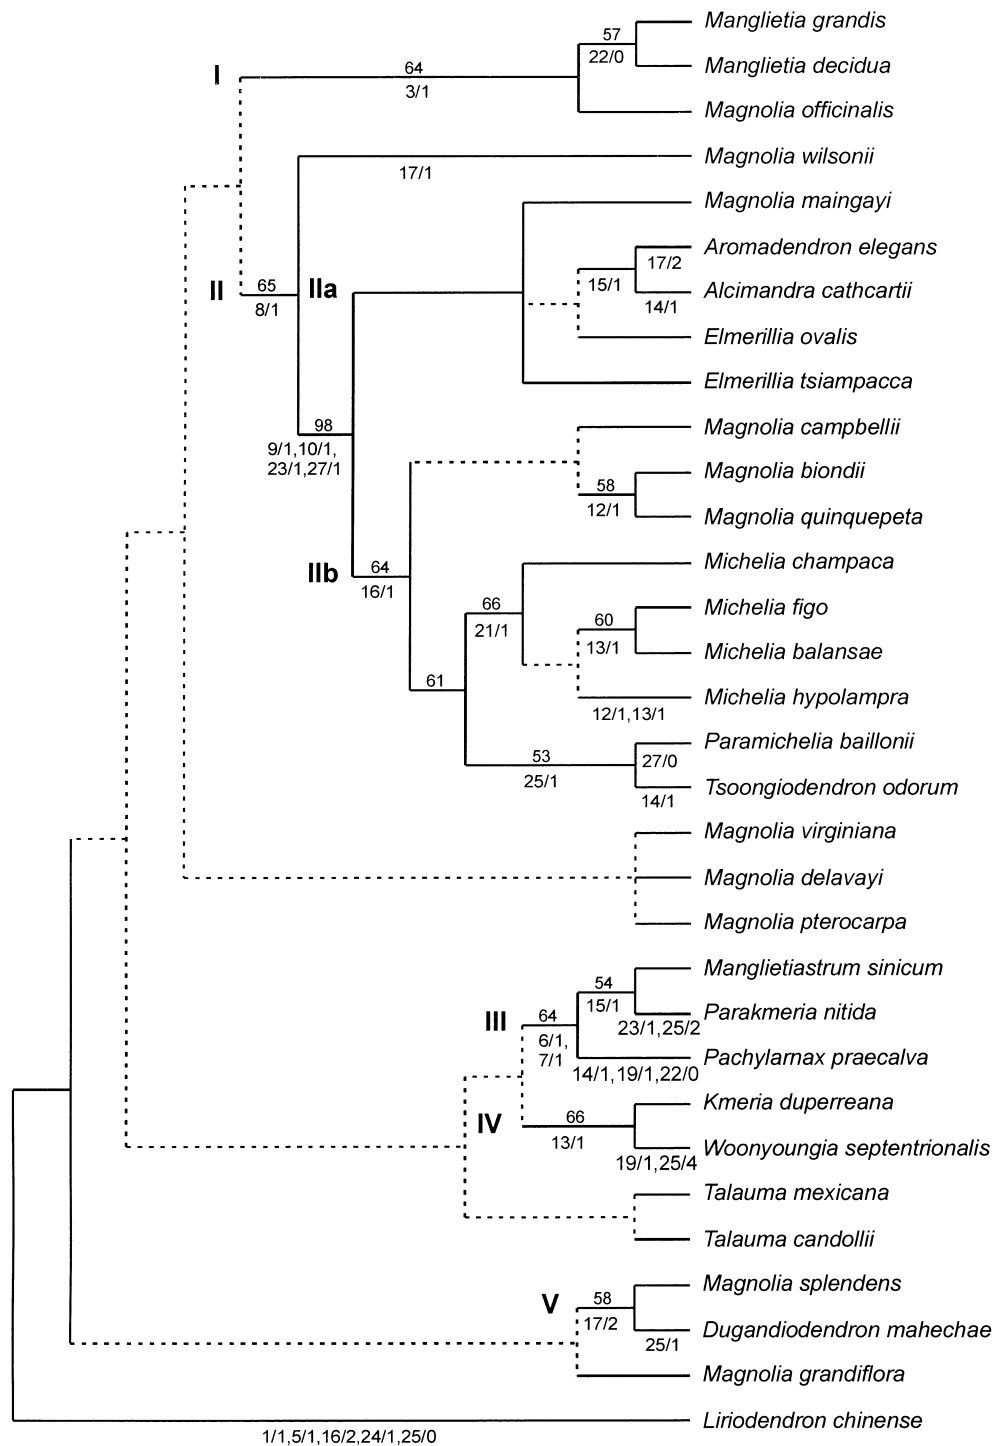 Manglietia grandis
57
22/0
Manglietia decidua
I
64
3/1
Magnolia officinalis
Magnolia wilsonii
17/1
Magnolia maingayi
Aromadendron elegans
17/2
15/1
Alcimandra cathcartii
14/1
II
65
8/1
IIa
Elmerillia ovalis
Elmerillia tsiampacca
98
9/1,10/1,
23/1,27/1
Magnolia campbellii
Magnolia biondii
58
12/1
Magnolia quinquepeta
IIb
64
16/1
Michelia champaca
66
21/1
Michelia figo
60
13/1
Michelia balansae
61
Michelia hypolampra
12/1,13/1
Paramichelia baillonii
53
25/1
27/0
Tsoongiodendron odorum
14/1
Magnolia virginiana
Magnolia delavayi
Magnolia pterocarpa
Manglietiastrum sinicum
54
15/1
Parakmeria nitida
23/1,25/2
III
64
6/1,
7/1
Pachylarnax praecalva
14/1,19/1,22/0
Kmeria duperreana
IV
66
13/1
Woonyoungia septentrionalis
19/1,25/4
Talauma mexicana
Talauma candollii
Magnolia splendens
V
58
17/2
Dugandiodendron mahechae
25/1
Magnolia grandiflora
Liriodendron chinense
1/1,5/1,16/2,24/1,25/0